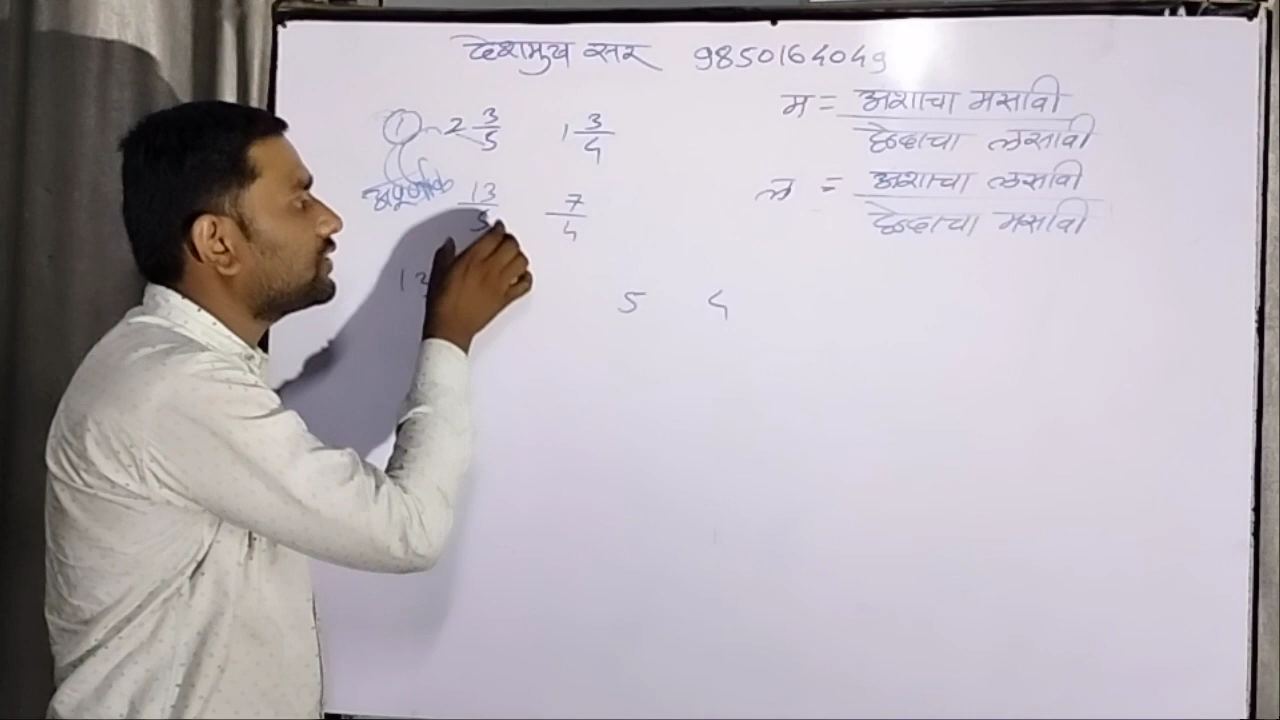 देशमुख सर 9850164049
म = अंशाचा मसावी / छेदाचा लसावी
ल = अंशाचा लसावी / छेदाचा मसावी
① 2 3/5 1 3/4
अपूर्णांक 13/5 7/4
13 5 4